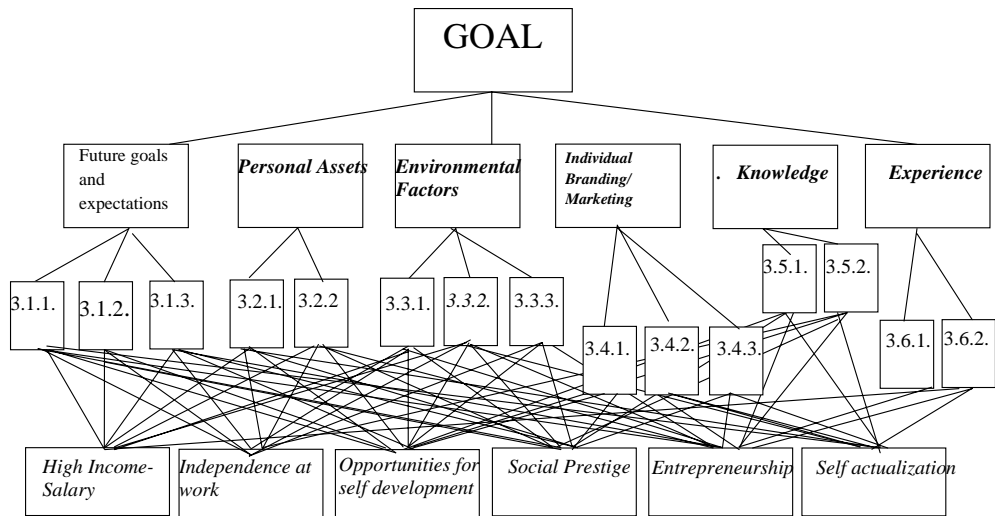 GOAL
Future goals
and
expectations
Personal Assets
Environmental
Factors
Individual
Branding/
Marketing
. Knowledge
Experience
3.1.1.
3.1.2.
3.1.3.
3.2.1.
3.2.2
3.3.1.
3.3.2.
3.3.3.
3.4.1.
3.4.2.
3.4.3.
3.5.1.
3.5.2.
3.6.1.
3.6.2.
High Income-
Salary
Independence at
work
Opportunities for
self development
Social Prestige
Entrepreneurship
Self actualization